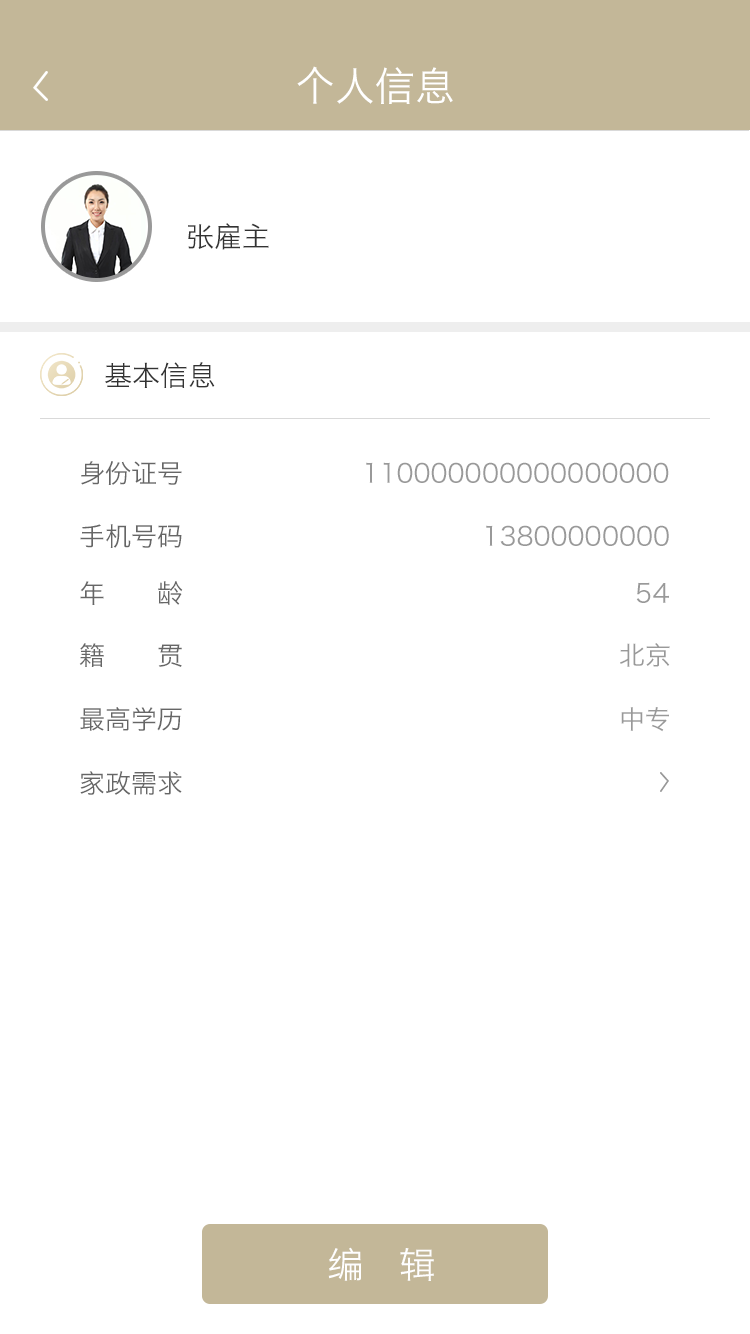 个人信息
张雇主
基本信息
身份证号 110000000000000000
手机号码 13800000000
年 龄 54
籍 贯 北京
最高学历 中专
家政需求
编 辑